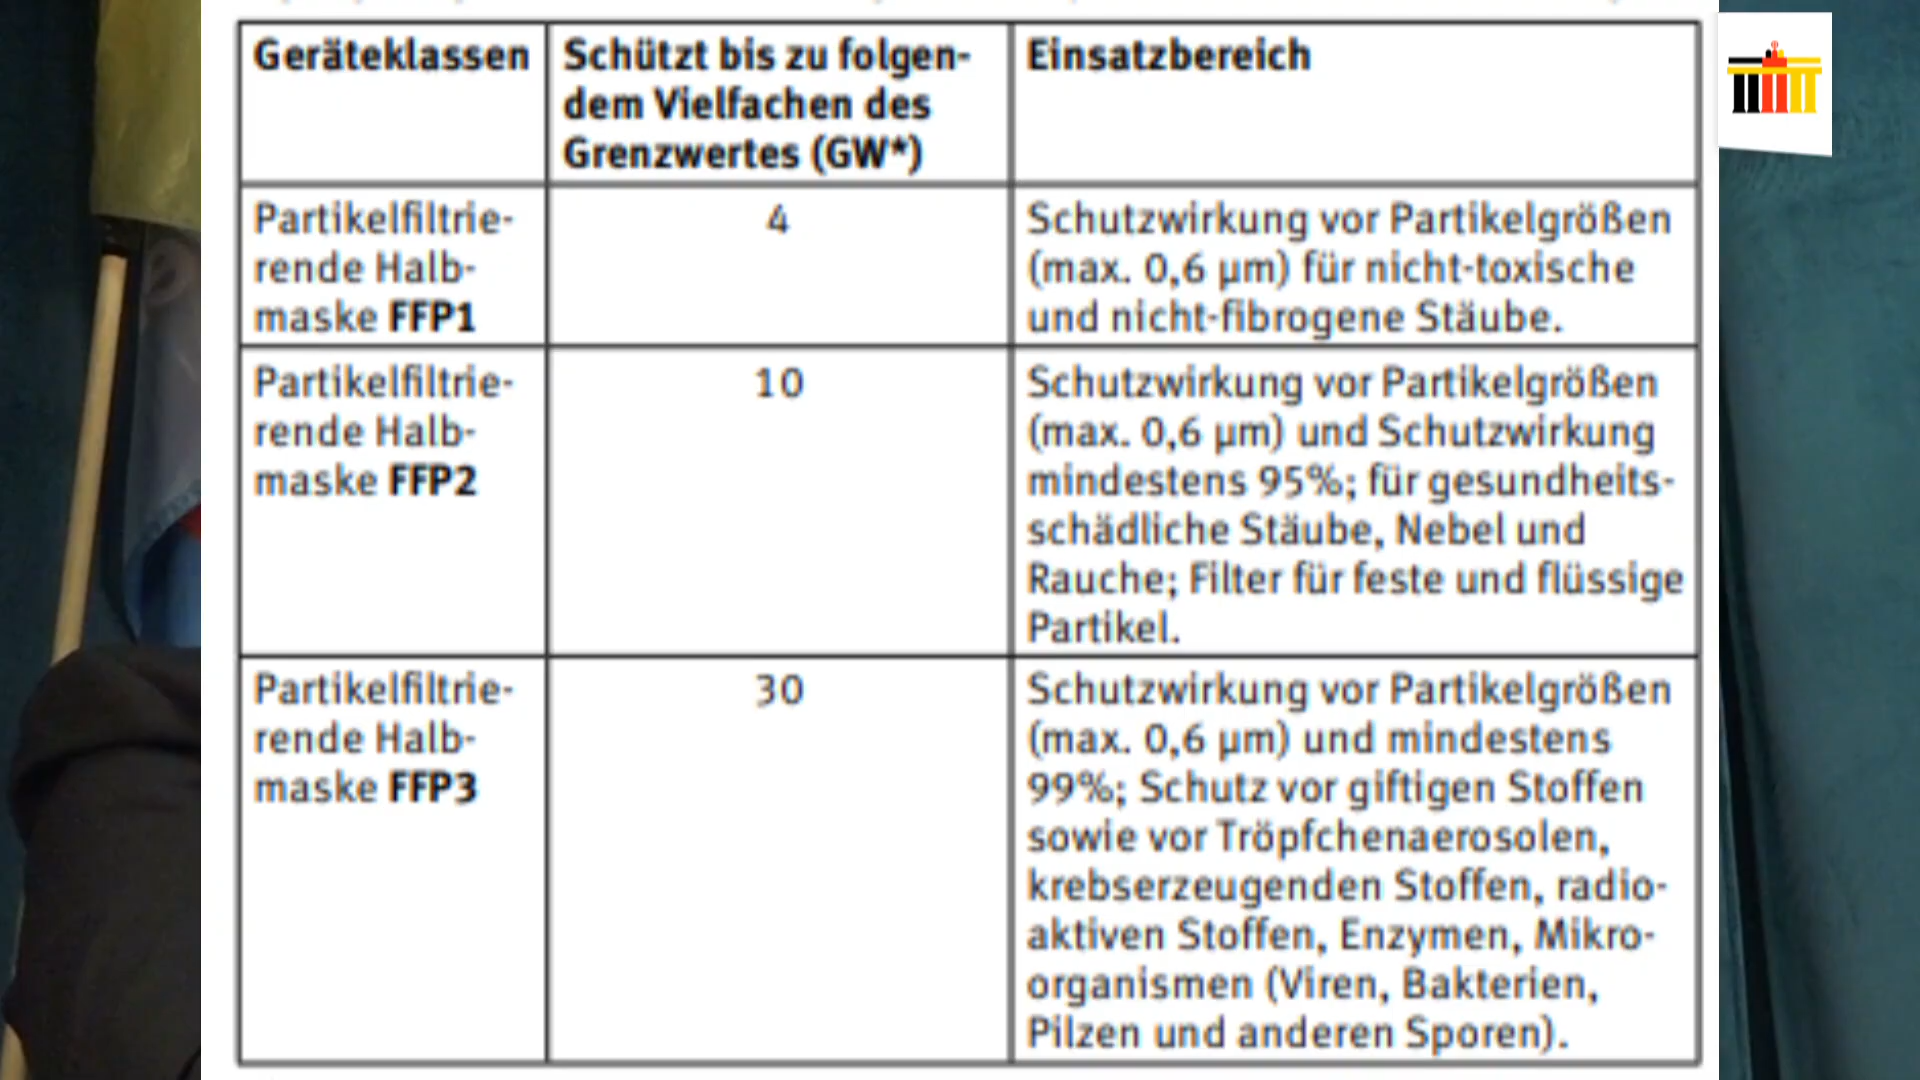 Geräteklassen
Schützt bis zu folgen-
dem Vielfachen des
Grenzwertes (GW*)
Einsatzbereich
Partikelfiltrie-
rende Halb-
maske FFP1
4
Schutzwirkung vor Partikelgrößen
(max. 0,6 µm) für nicht-toxische
und nicht-fibrogene Stäube.
Partikelfiltrie-
rende Halb-
maske FFP2
10
Schutzwirkung vor Partikelgrößen
(max. 0,6 µm) und Schutzwirkung
mindestens 95%; für gesundheits-
schädliche Stäube, Nebel und
Rauche; Filter für feste und flüssige
Partikel.
Partikelfiltrie-
rende Halb-
maske FFP3
30
Schutzwirkung vor Partikelgrößen
(max. 0,6 µm) und mindestens
99%; Schutz vor giftigen Stoffen
sowie vor Tröpfchenaerosolen,
krebserzeugenden Stoffen, radio-
aktiven Stoffen, Enzymen, Mikro-
organismen (Viren, Bakterien,
Pilzen und anderen Sporen).